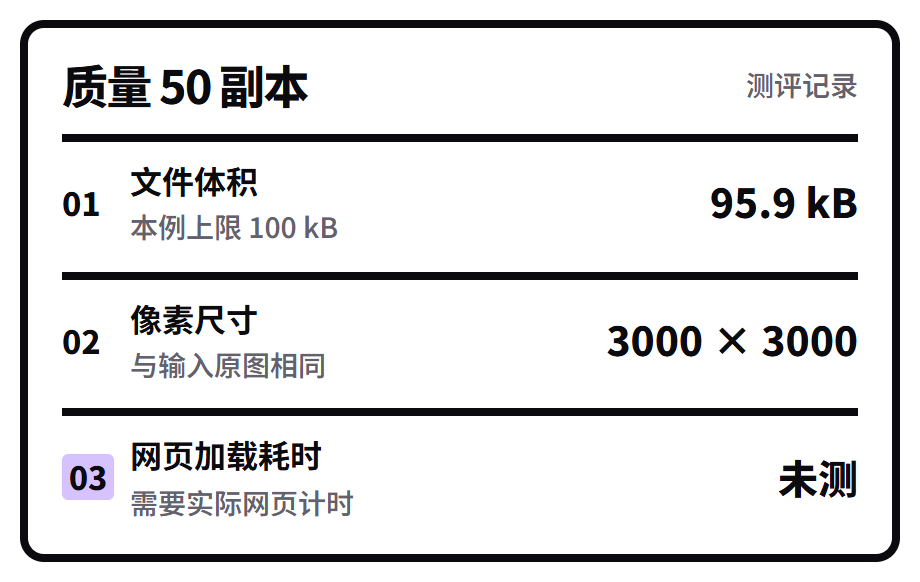 质量 50 副本
测评记录
01
文件体积
本例上限 100 kB
95.9 kB
02
像素尺寸
与输入原图相同
3000 × 3000
03
网页加载耗时
需要实际网页计时
未测